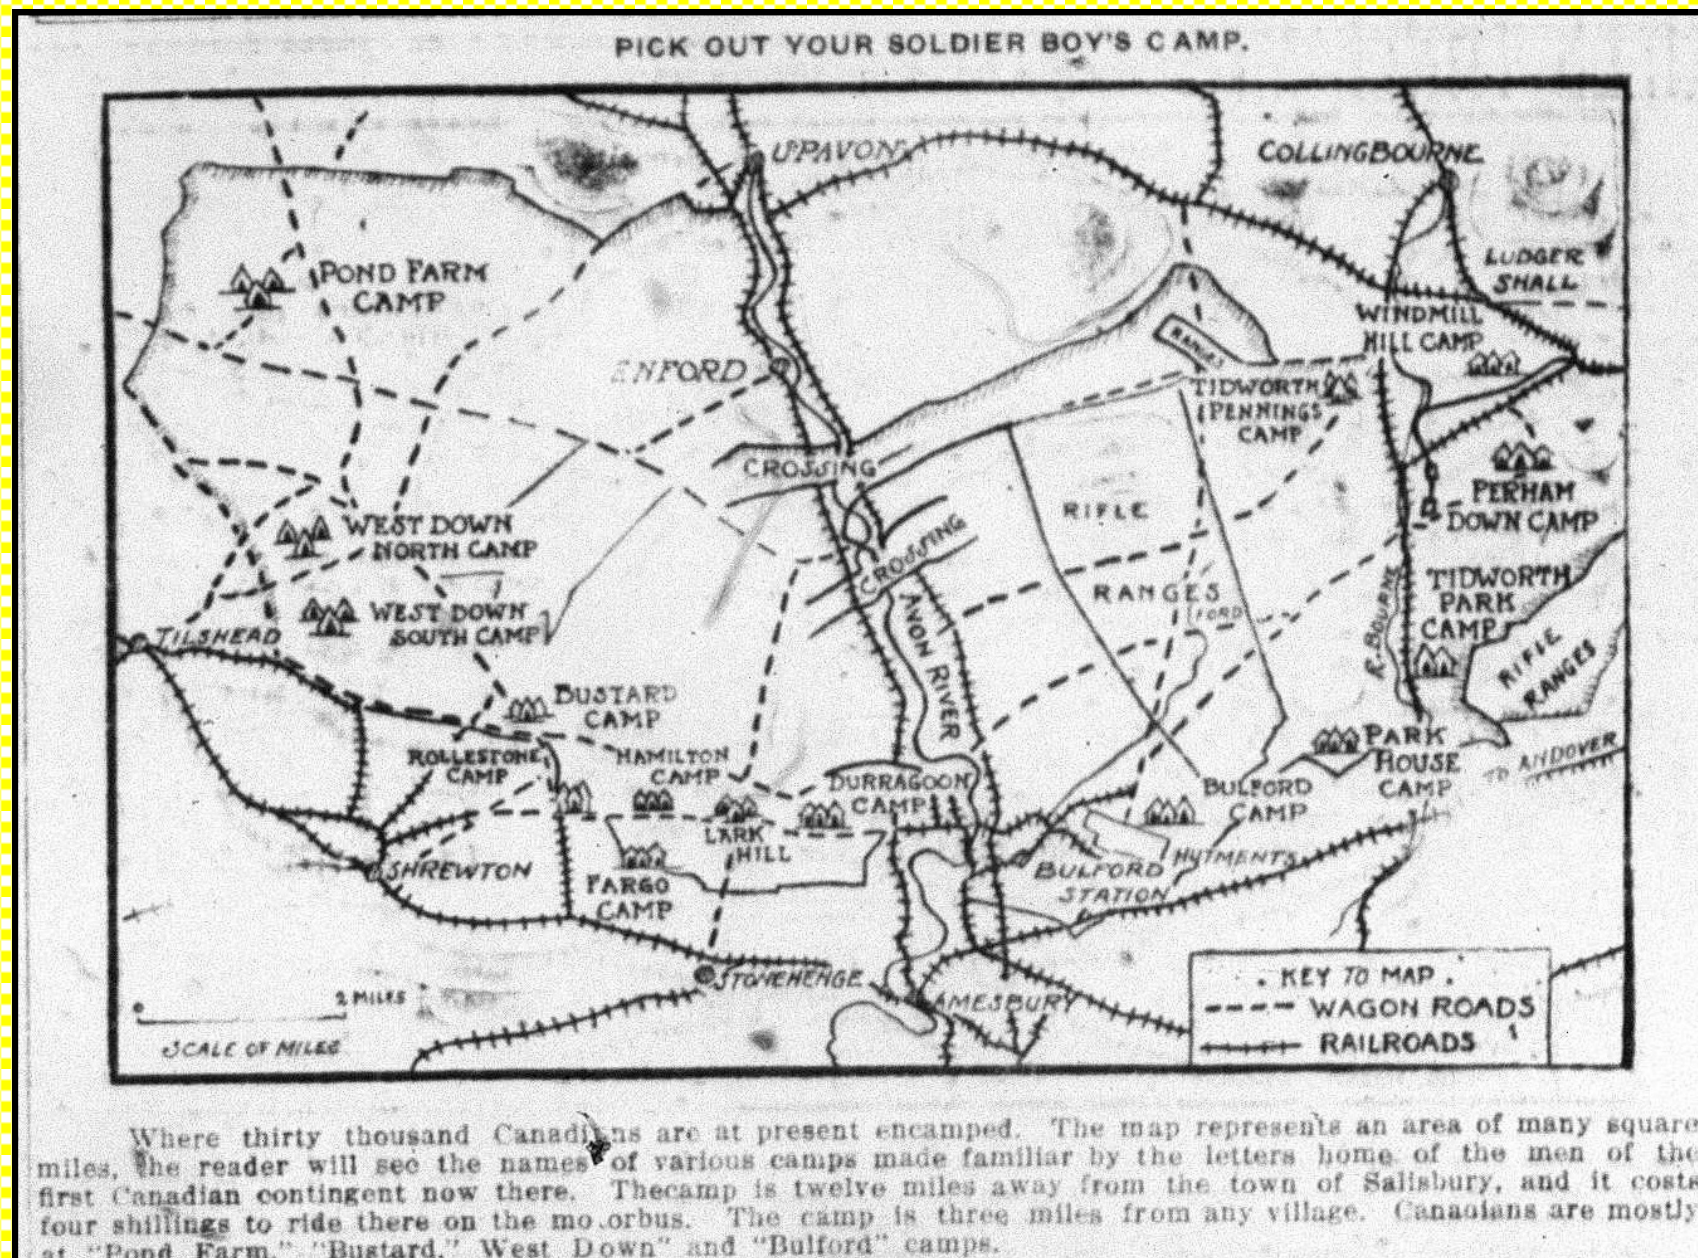 PICK OUT YOUR SOLDIER BOY'S CAMP.
UPAVON
COLLINGBOURNE
LUDGER
SHALL
POND FARM
CAMP
WINDMILL
HILL CAMP
RANGES
ENFORD
TIDWORTH
PENNINGS
CAMP
CROSSING
PERHAM
DOWN CAMP
RIFLE
RANGES
WEST DOWN
NORTH CAMP
CROSSING
FORD
TIDWORTH
PARK
CAMP
WEST DOWN
SOUTH CAMP
AVON RIVER
R. BOURNE
RIFLE
RANGES
TILSHEAD
BUSTARD
CAMP
PARK
HOUSE
CAMP
TO ANDOVER
ROLLESTONE
CAMP
HAMILTON
CAMP
DURRAGOON
CAMP
BULFORD
CAMP
LARK
HILL
SHREWTON
FARGO
CAMP
BULFORD
STATION
HUTMENTS
STONEHENGE
AMESBURY
2 MILES
SCALE OF MILES
. KEY TO MAP .
WAGON ROADS
RAILROADS
Where thirty thousand Canadians are at present encamped. The map represents an area of many square
miles, the reader will see the names of various camps made familiar by the letters home of the men of the
first Canadian contingent now there. Thecamp is twelve miles away from the town of Salisbury, and it costs
four shillings to ride there on the mo.orbus. The camp is three miles from any village. Canadians are mostly
at "Pond Farm," "Bustard," West Down" and "Bulford" camps.